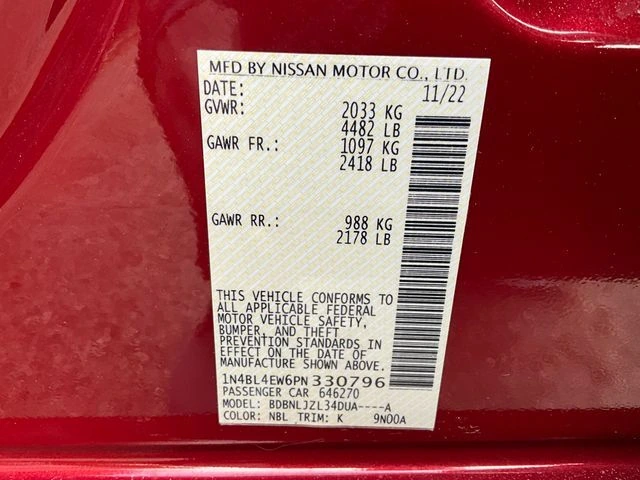 MFD BY NISSAN MOTOR CO., LTD.
DATE: 11/22
GVWR: 2033 KG
4482 LB
GAWR FR.: 1097 KG
2418 LB
GAWR RR.: 988 KG
2178 LB
THIS VEHICLE CONFORMS TO
ALL APPLICABLE FEDERAL
MOTOR VEHICLE SAFETY,
BUMPER, AND THEFT
PREVENTION STANDARDS IN
EFFECT ON THE DATE OF
MANUFACTURE SHOWN ABOVE.
1N4BL4EW6PN330796
PASSENGER CAR 646270
MODEL: BDBNLJZL34DUA----A
COLOR: NBL TRIM: K 9N00A